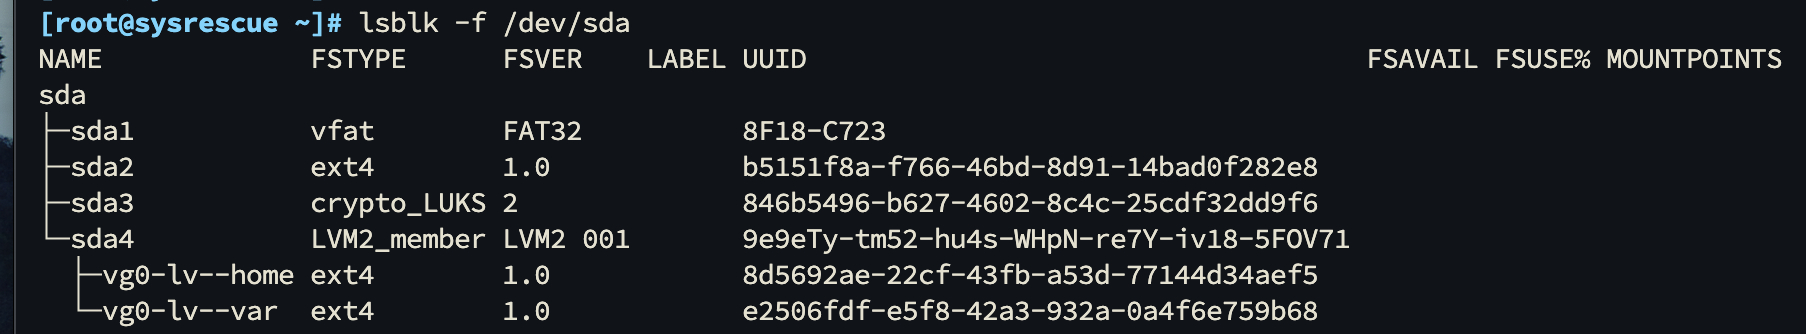 [root@sysrescue ~]# lsblk -f /dev/sda
NAME             FSTYPE      FSVER    LABEL UUID                                   FSAVAIL FSUSE% MOUNTPOINTS
sda
├─sda1           vfat        FAT32          8F18-C723
├─sda2           ext4        1.0            b5151f8a-f766-46bd-8d91-14bad0f282e8
├─sda3           crypto_LUKS 2              846b5496-b627-4602-8c4c-25cdf32dd9f6
└─sda4           LVM2_member LVM2 001       9e9eTy-tm52-hu4s-WHpN-re7Y-iv18-5FOV71
  ├─vg0-lv--home ext4        1.0            8d5692ae-22cf-43fb-a53d-77144d34aef5
  └─vg0-lv--var  ext4        1.0            e2506fdf-e5f8-42a3-932a-0a4f6e759b68